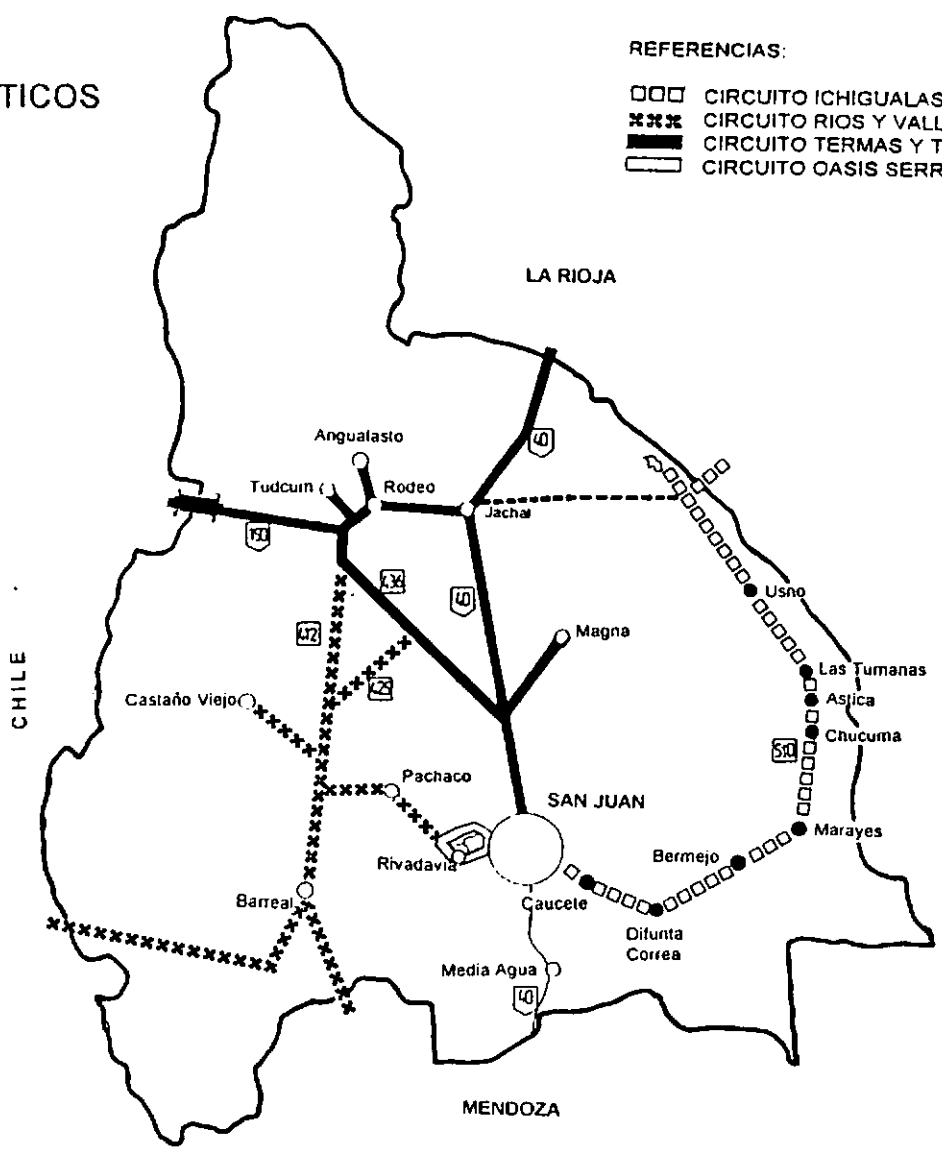 TICOS
REFERENCIAS:
CIRCUITO ICHIGUALAS
CIRCUITO RIOS Y VALL
CIRCUITO TERMAS Y T
CIRCUITO OASIS SERR
LA RIOJA
Angualasto
40
Tudcum
Rodeo
Jachal
150
436
40
Usno
412
Magna
CHILE
Las Tumanas
425
Castaño Viejo
Astica
Chucuma
510
Pachaco
SAN JUAN
Marayes
Rivadavia
Bermejo
Barreal
Caucete
Difunta
Correa
Media Agua
40
MENDOZA